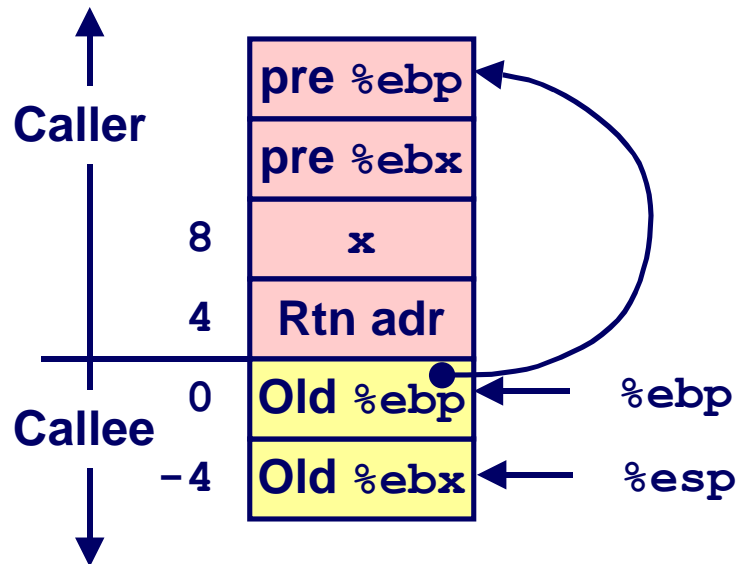 pre %ebp
Caller
pre %ebx
8 x
4 Rtn adr
0 Old %ebp %ebp
Callee
-4 Old %ebx %esp